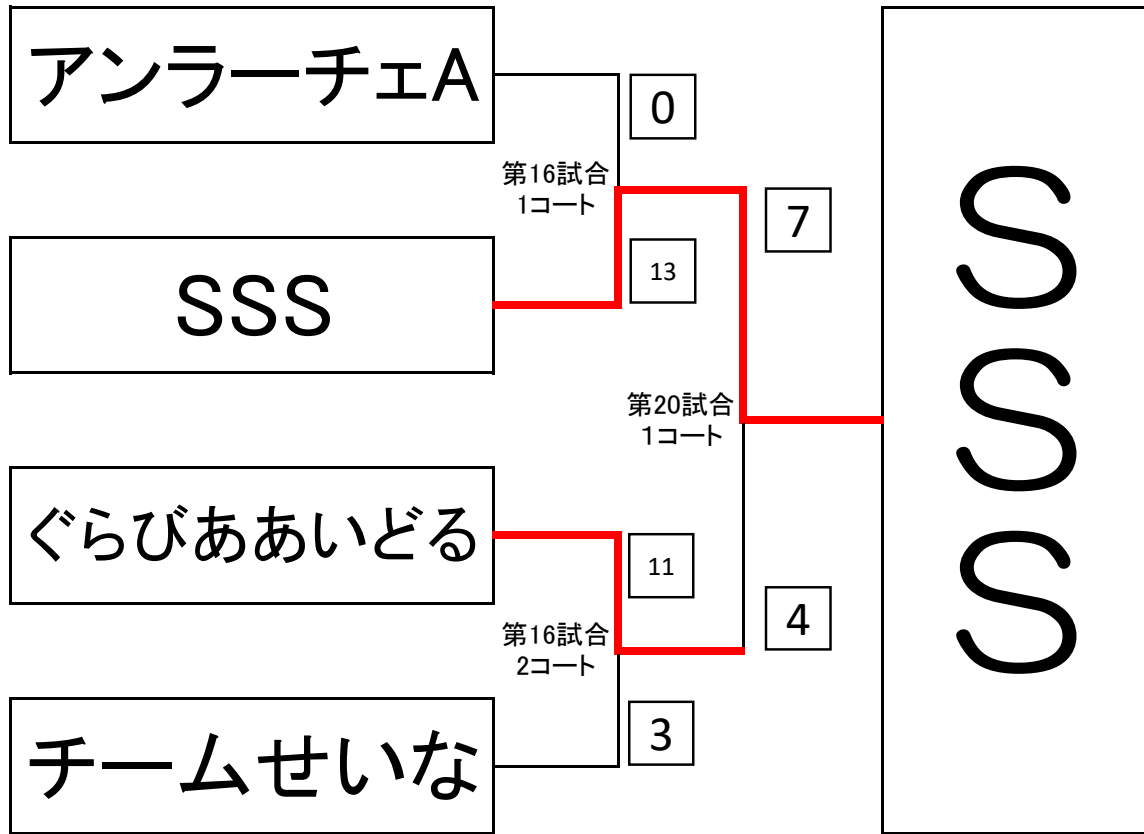 アンラーチェA
0
第16試合
1コート
7
SSS
13
第20試合
1コート
ぐらびああいどる
11
第16試合
2コート
4
チームせいな
3
S
S
S